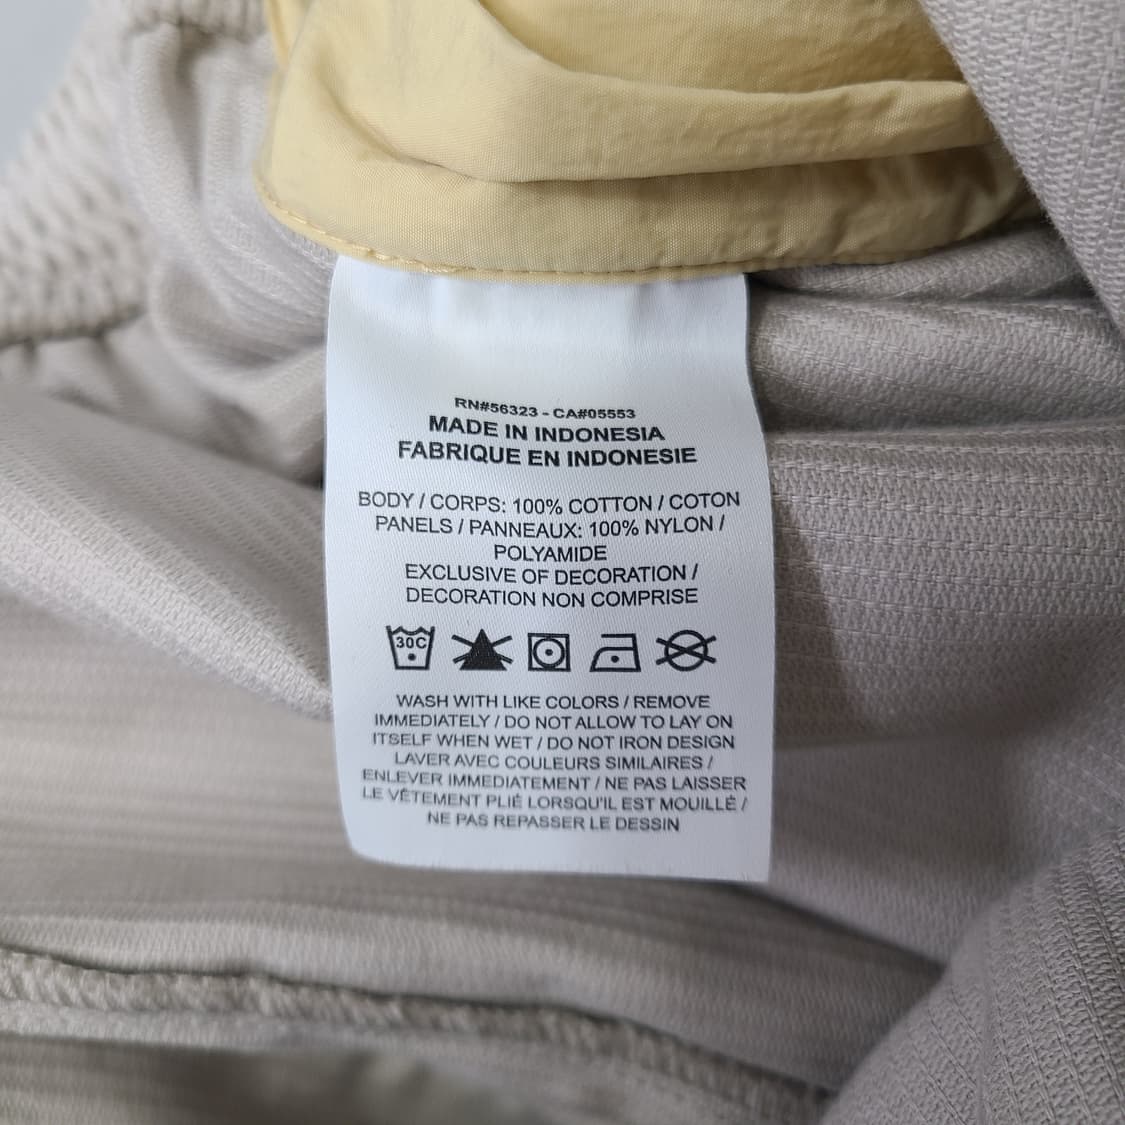 RN#56323 - CA#05553
MADE IN INDONESIA
FABRIQUE EN INDONESIE
BODY / CORPS: 100% COTTON / COTON
PANELS / PANNEAUX: 100% NYLON /
POLYAMIDE
EXCLUSIVE OF DECORATION /
DECORATION NON COMPRISE
30C
WASH WITH LIKE COLORS / REMOVE
IMMEDIATELY / DO NOT ALLOW TO LAY ON
ITSELF WHEN WET / DO NOT IRON DESIGN
LAVER AVEC COULEURS SIMILAIRES /
ENLEVER IMMEDIATEMENT / NE PAS LAISSER
LE VÊTEMENT PLIÉ LORSQU'IL EST MOUILLÉ /
NE PAS REPASSER LE DESSIN